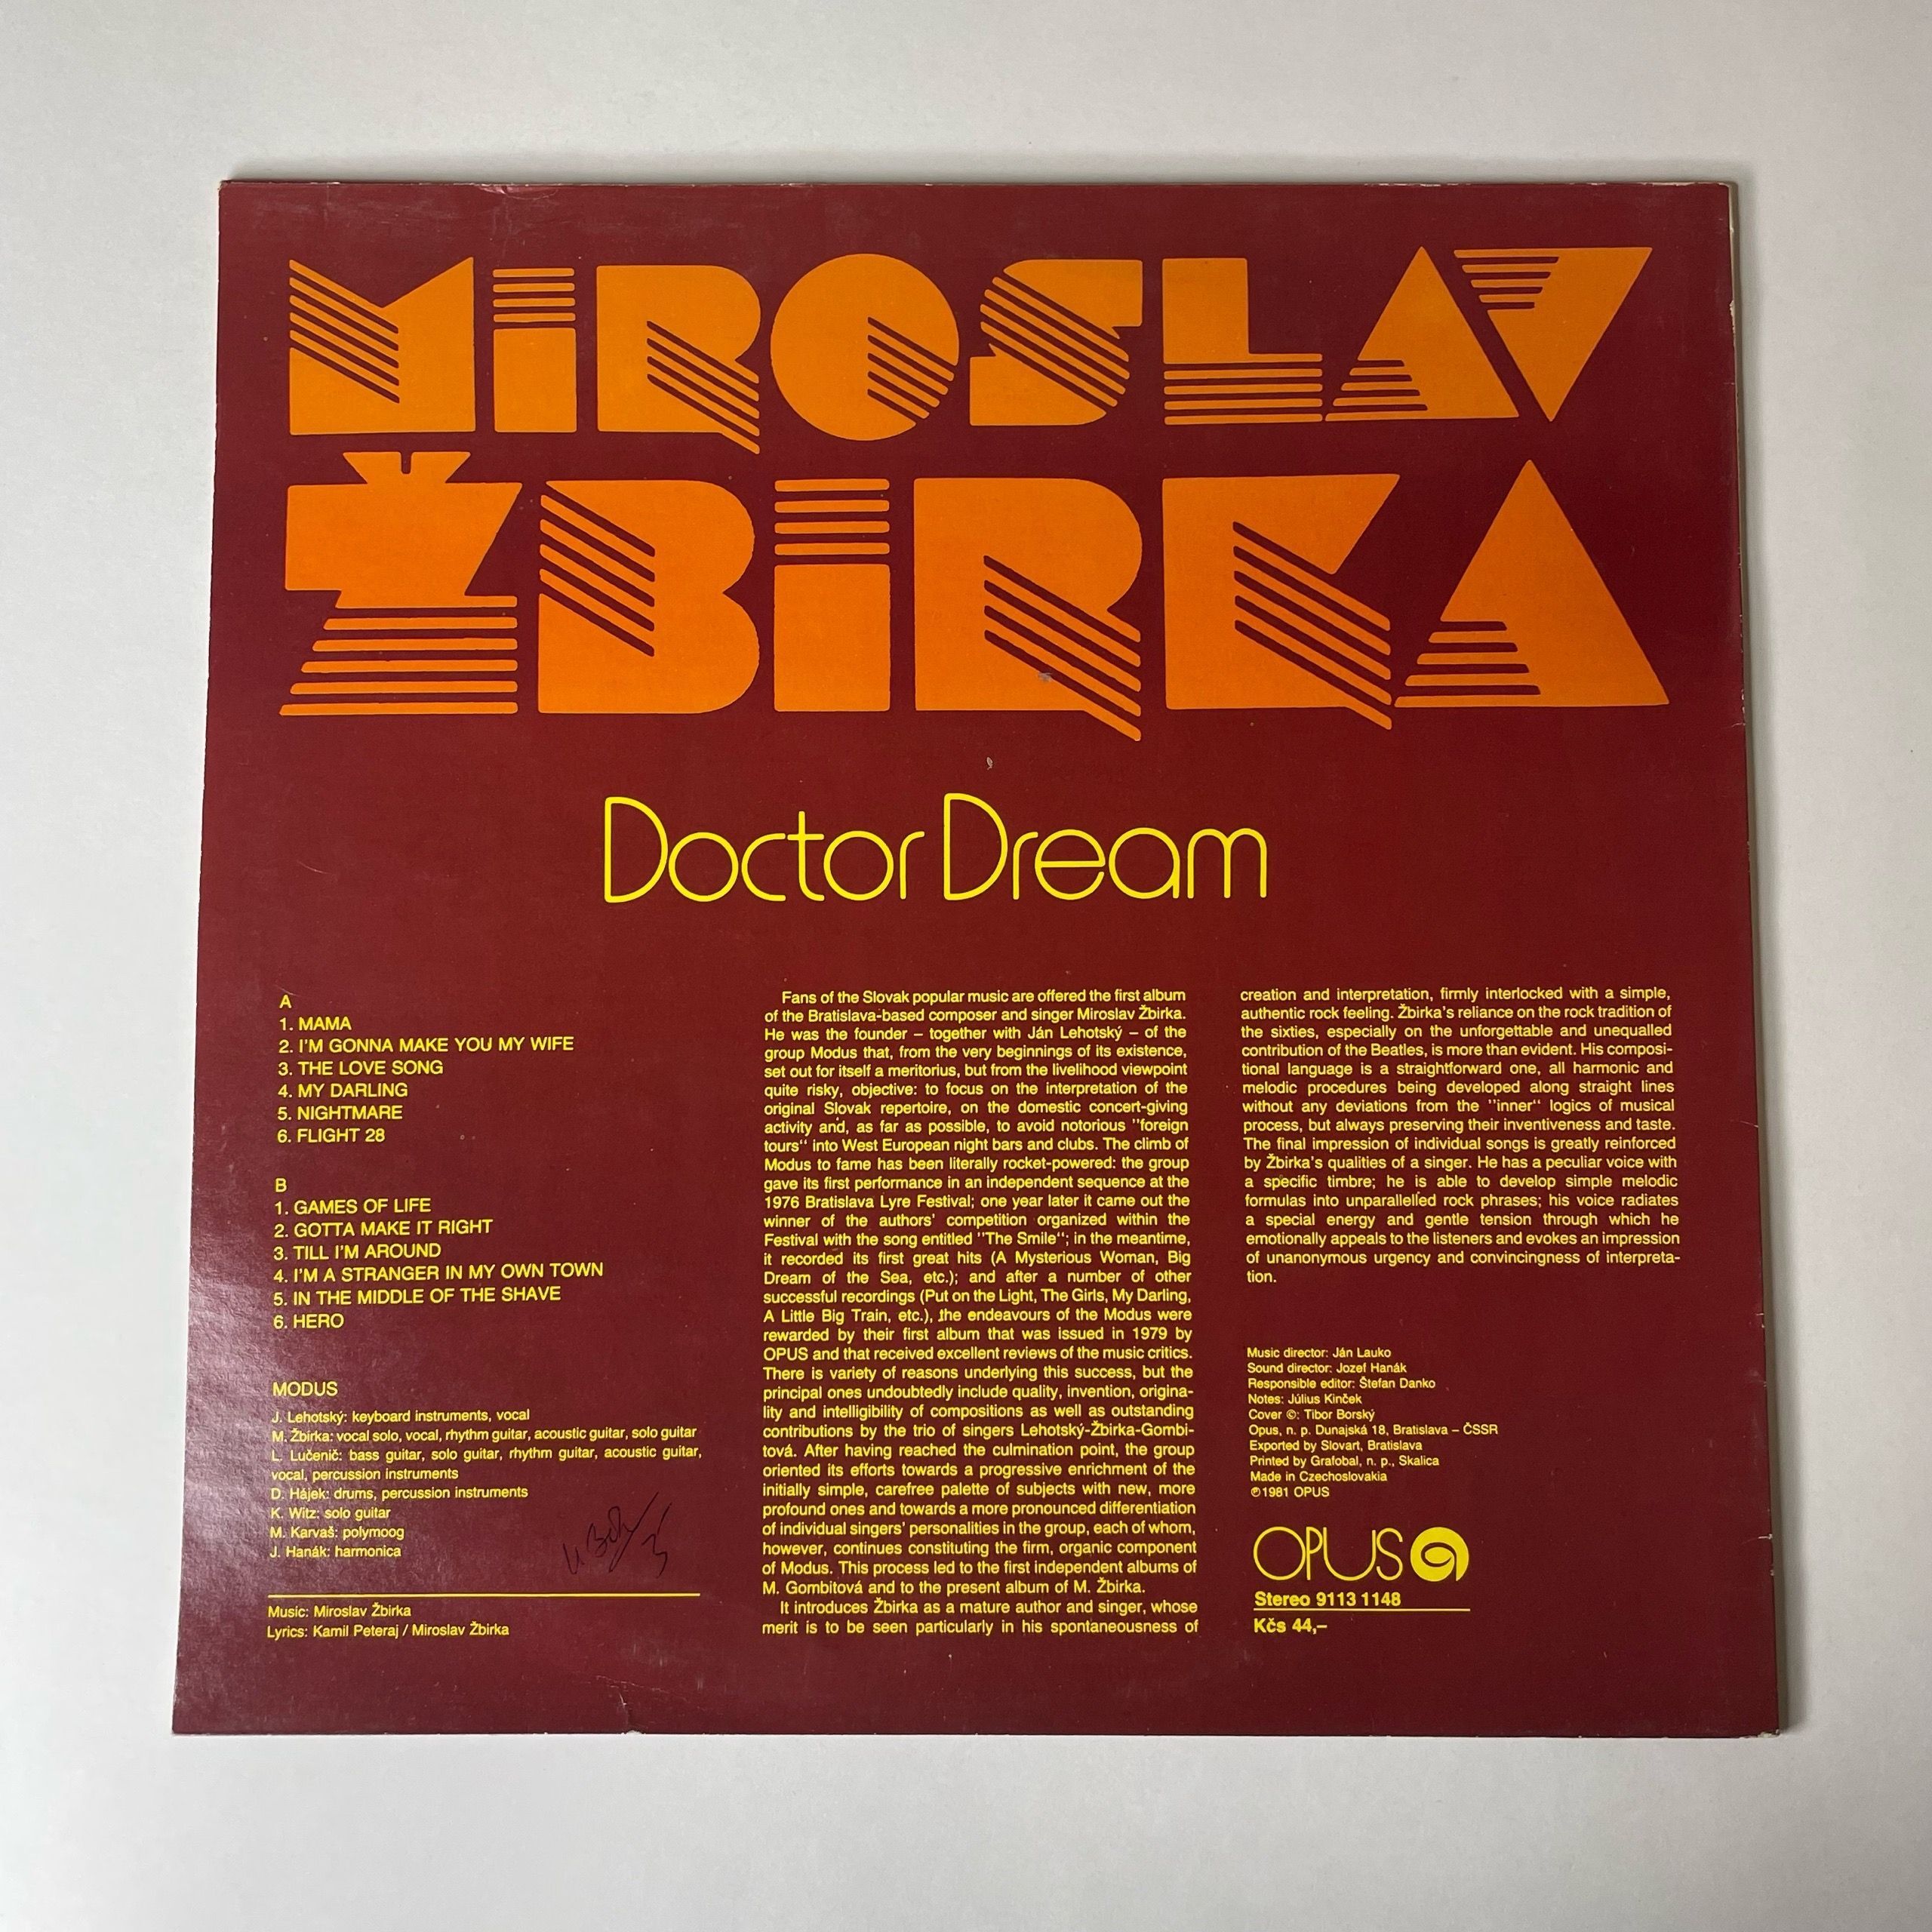 MiROSLAV
ŽBiRKA
Doctor Dream
A
1. MAMA
2. I'M GONNA MAKE YOU MY WIFE
3. THE LOVE SONG
4. MY DARLING
5. NIGHTMARE
6. FLIGHT 28
B
1. GAMES OF LIFE
2. GOTTA MAKE IT RIGHT
3. TILL I'M AROUND
4. I'M A STRANGER IN MY OWN TOWN
5. IN THE MIDDLE OF THE SHAVE
6. HERO
MODUS
J. Lehotský: keyboard instruments, vocal
M. Žbirka: vocal solo, vocal, rhythm guitar, acoustic guitar, solo guitar
L. Lučenič: bass guitar, solo guitar, rhythm guitar, acoustic guitar,
vocal, percussion instruments
D. Hájek: drums, percussion instruments
K. Witz: solo guitar
M. Karvaš: polymoog
J. Hanák: harmonica
Music: Miroslav Žbirka
Lyrics: Kamil Peteraj / Miroslav Žbirka
Fans of the Slovak popular music are offered the first album
of the Bratislava-based composer and singer Miroslav Žbirka.
He was the founder – together with Ján Lehotský – of the
group Modus that, from the very beginnings of its existence,
set out for itself a meritorius, but from the livelihood viewpoint
quite risky, objective: to focus on the interpretation of the
original Slovak repertoire, on the domestic concert-giving
activity and, as far as possible, to avoid notorious "foreign
tours" into West European night bars and clubs. The climb of
Modus to fame has been literally rocket-powered: the group
gave its first performance in an independent sequence at the
1976 Bratislava Lyre Festival; one year later it came out the
winner of the authors' competition organized within the
Festival with the song entitled "The Smile"; in the meantime,
it recorded its first great hits (A Mysterious Woman, Big
Dream of the Sea, etc.); and after a number of other
successful recordings (Put on the Light, The Girls, My Darling,
A Little Big Train, etc.), the endeavours of the Modus were
rewarded by their first album that was issued in 1979 by
OPUS and that received excellent reviews of the music critics.
There is variety of reasons underlying this success, but the
principal ones undoubtedly include quality, invention, origina-
lity and intelligibility of compositions as well as outstanding
contributions by the trio of singers Lehotský-Žbirka-Gombi-
tová. After having reached the culmination point, the group
oriented its efforts towards a progressive enrichment of the
initially simple, carefree palette of subjects with new, more
profound ones and towards a more pronounced differentiation
of individual singers' personalities in the group, each of whom,
however, continues constituting the firm, organic component
of Modus. This process led to the first independent albums of
M. Gombitová and to the present album of M. Žbirka.
It introduces Žbirka as a mature author and singer, whose
merit is to be seen particularly in his spontaneousness of
creation and interpretation, firmly interlocked with a simple,
authentic rock feeling. Žbirka's reliance on the rock tradition of
the sixties, especially on the unforgettable and unequalled
contribution of the Beatles, is more than evident. His composi-
tional language is a straightforward one, all harmonic and
melodic procedures being developed along straight lines
without any deviations from the "inner" logics of musical
process, but always preserving their inventiveness and taste.
The final impression of individual songs is greatly reinforced
by Žbirka's qualities of a singer. He has a peculiar voice with
a specific timbre; he is able to develop simple melodic
formulas into unparallelled rock phrases; his voice radiates
a special energy and gentle tension through which he
emotionally appeals to the listeners and evokes an impression
of unanonymous urgency and convincingness of interpreta-
tion.
Music director: Ján Lauko
Sound director: Jozef Hanák
Responsible editor: Štefan Danko
Notes: Július Kinček
Cover ©: Tibor Borský
Opus, n. p. Dunajská 18, Bratislava – ČSSR
Exported by Slovart, Bratislava
Printed by Grafobal, n. p., Skalica
Made in Czechoslovakia
℗1981 OPUS
OPUS
Stereo 9113 1148
Kčs 44,–